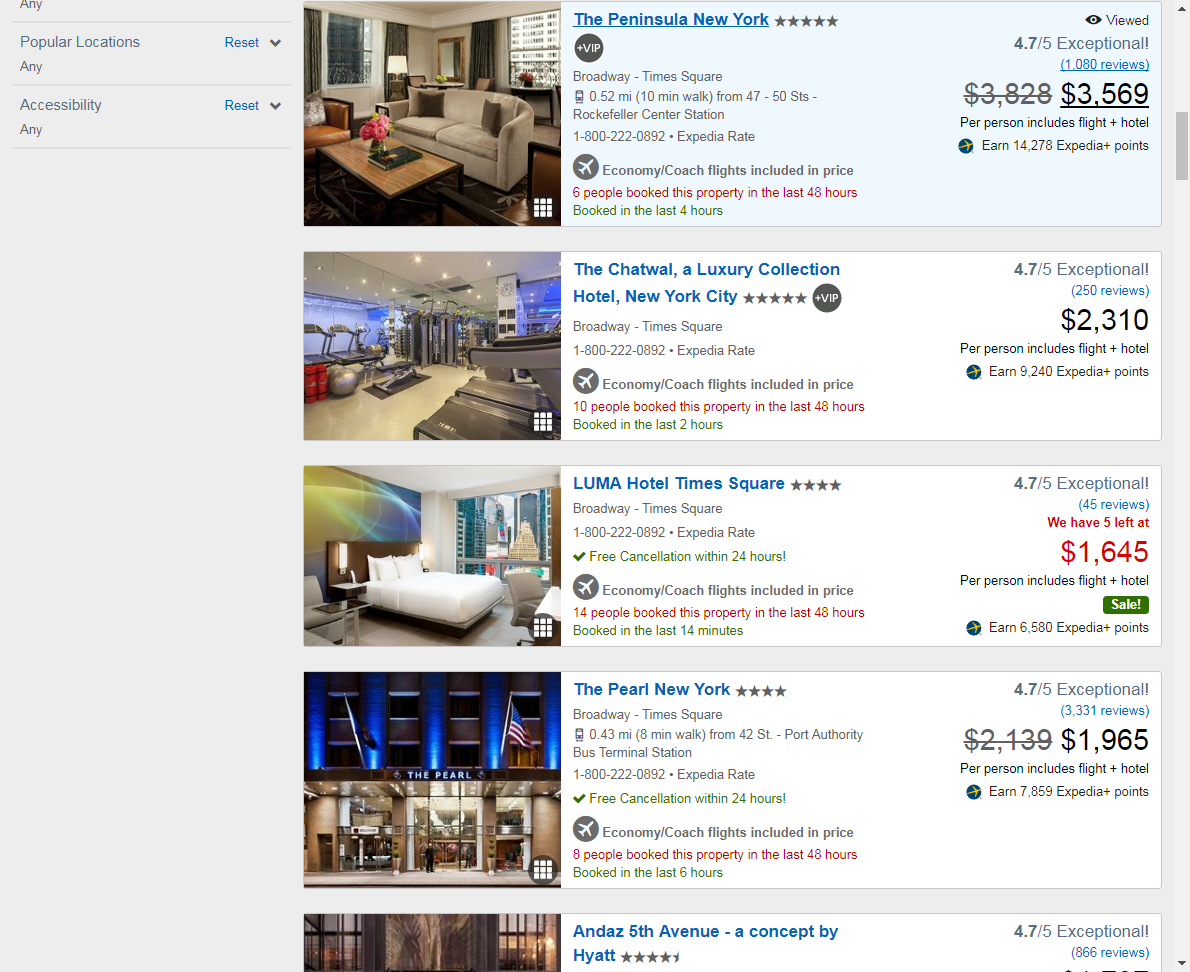 Any
Popular Locations Reset
Any
Accessibility Reset
Any
The Peninsula New York
Viewed
+VIP
4.7/5 Exceptional!
(1,080 reviews)
Broadway - Times Square
0.52 mi (10 min walk) from 47 - 50 Sts -
Rockefeller Center Station
$3,828 $3,569
Per person includes flight + hotel
1-800-222-0892 • Expedia Rate
Earn 14,278 Expedia+ points
Economy/Coach flights included in price
6 people booked this property in the last 48 hours
Booked in the last 4 hours
The Chatwal, a Luxury Collection
Hotel, New York City
+VIP
4.7/5 Exceptional!
(250 reviews)
$2,310
Broadway - Times Square
1-800-222-0892 • Expedia Rate
Per person includes flight + hotel
Earn 9,240 Expedia+ points
Economy/Coach flights included in price
10 people booked this property in the last 48 hours
Booked in the last 2 hours
LUMA Hotel Times Square
4.7/5 Exceptional!
(45 reviews)
Broadway - Times Square
We have 5 left at
1-800-222-0892 • Expedia Rate
$1,645
Free Cancellation within 24 hours!
Per person includes flight + hotel
Economy/Coach flights included in price
Sale!
14 people booked this property in the last 48 hours
Booked in the last 14 minutes
Earn 6,580 Expedia+ points
The Pearl New York
4.7/5 Exceptional!
(3,331 reviews)
Broadway - Times Square
0.43 mi (8 min walk) from 42 St. - Port Authority
Bus Terminal Station
$2,139 $1,965
1-800-222-0892 • Expedia Rate
Per person includes flight + hotel
Free Cancellation within 24 hours!
Earn 7,859 Expedia+ points
Economy/Coach flights included in price
8 people booked this property in the last 48 hours
Booked in the last 6 hours
THE PEARL
Andaz 5th Avenue - a concept by
Hyatt
4.7/5 Exceptional!
(866 reviews)